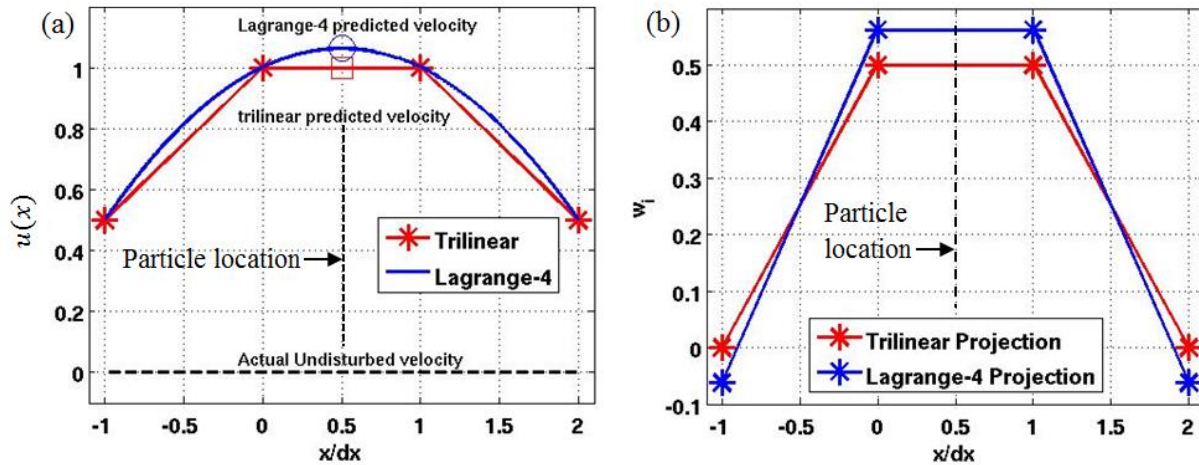 (a)
Lagrange-4 predicted velocity
trilinear predicted velocity
Particle location
Trilinear
Lagrange-4
Actual Undisturbed velocity
u(x)
1
0.8
0.6
0.4
0.2
0
-1 -0.5 0 0.5 1 1.5 2
x/dx
(b)
Particle
location
Trilinear Projection
Lagrange-4 Projection
w_i
0.5
0.4
0.3
0.2
0.1
0
-0.1
-1 -0.5 0 0.5 1 1.5 2
x/dx